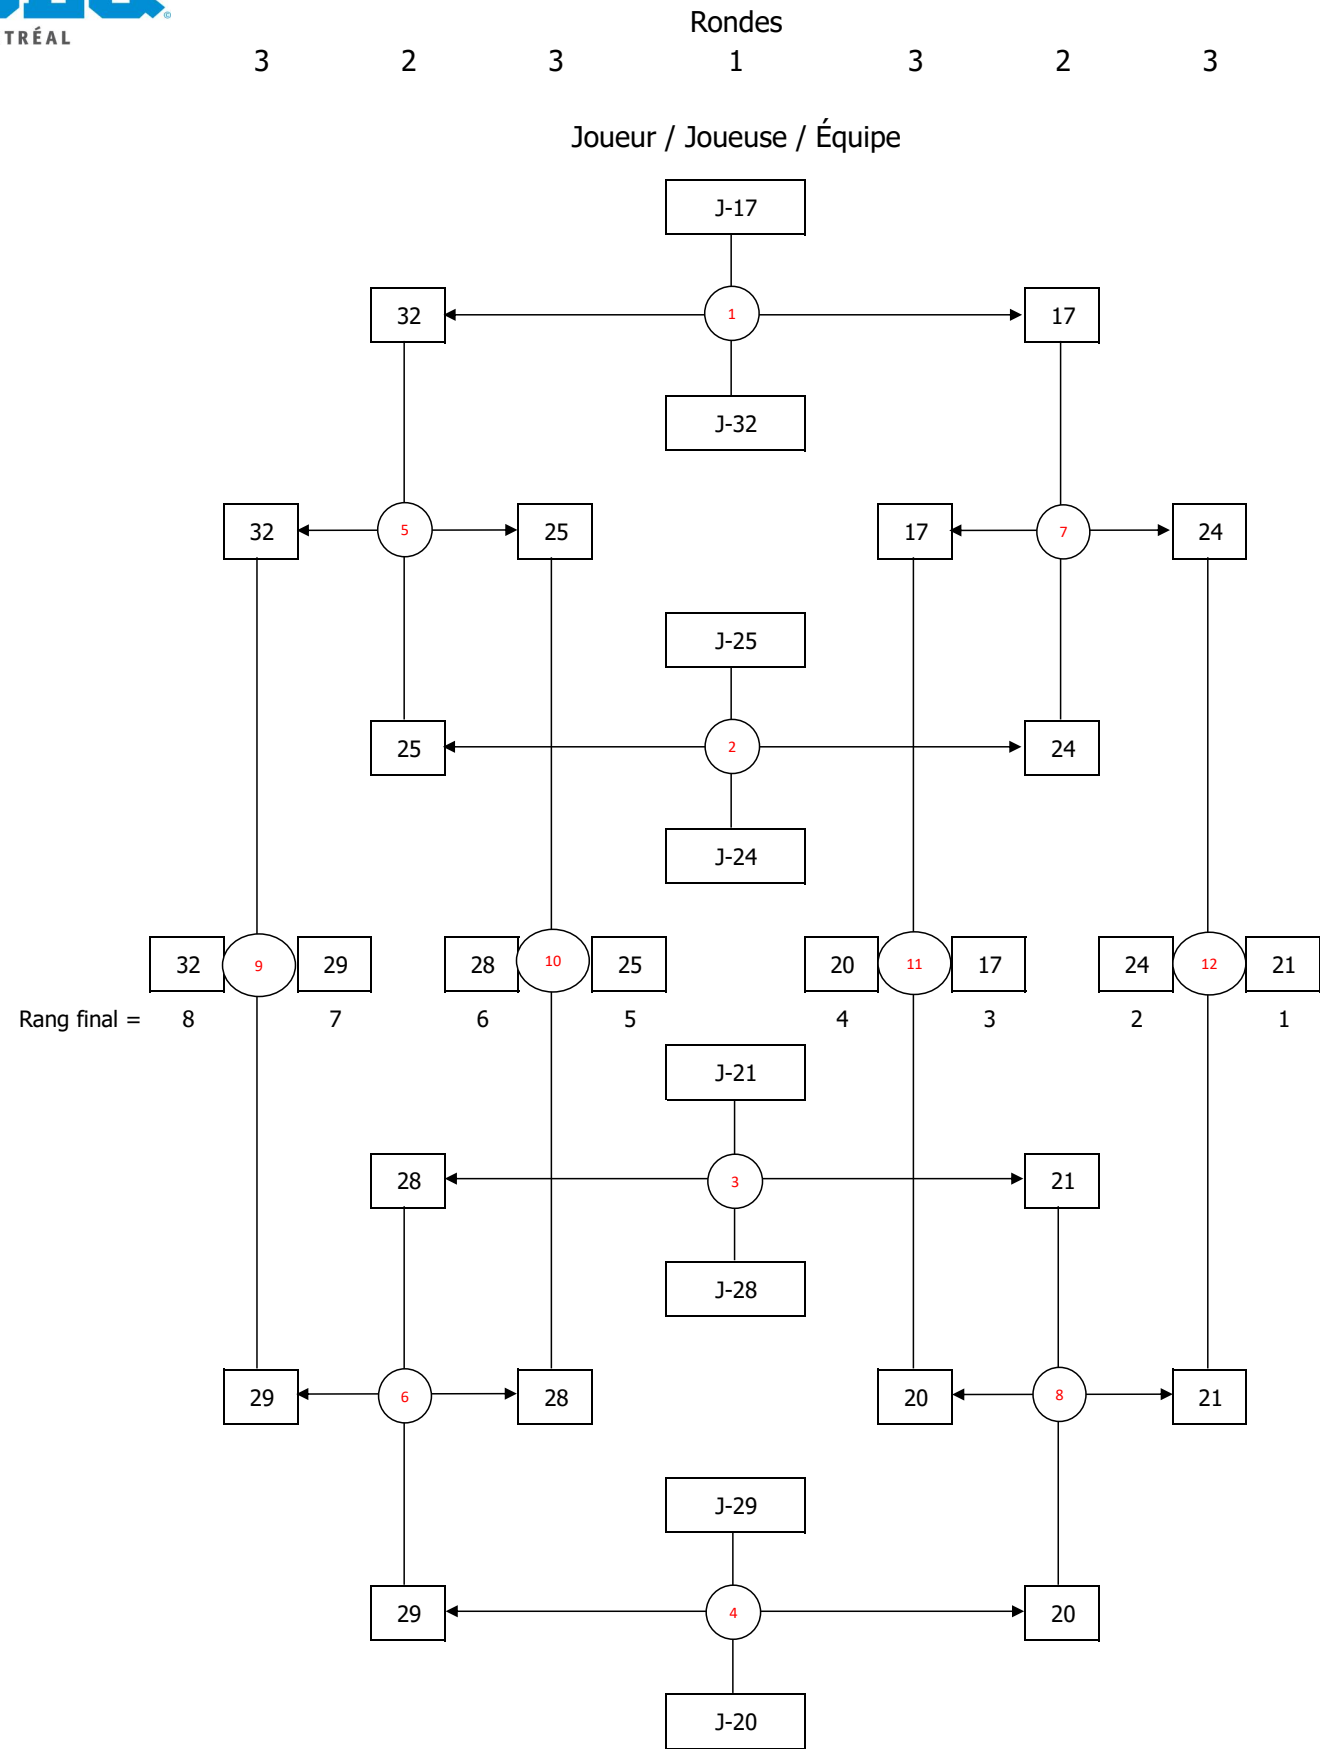 TRÉAL
Rondes
3 2 3 1 3 2 3
Joueur / Joueuse / Équipe
J-17
32 1 17
J-32
32 5 25 17 7 24
J-25
25 2 24
J-24
32 9 29 28 10 25 20 11 17 24 12 21
Rang final = 8 7 6 5 4 3 2 1
J-21
28 3 21
J-28
29 6 28 20 8 21
J-29
29 4 20
J-20